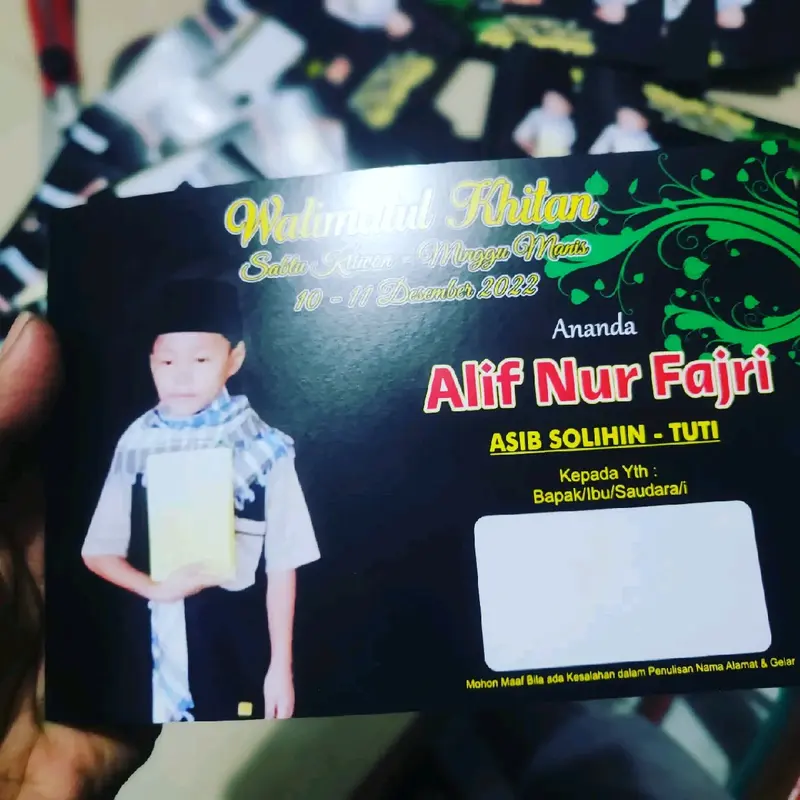 Walimatul Khitan
Sabtu Kliwon - Minggu Manis
10 - 11 Desember 2022
Ananda
Alif Nur Fajri
ASIB SOLIHIN - TUTI
Kepada Yth :
Bapak/Ibu/Saudara/i
Mohon Maaf Bila ada Kesalahan dalam Penulisan Nama Alamat & Gelar